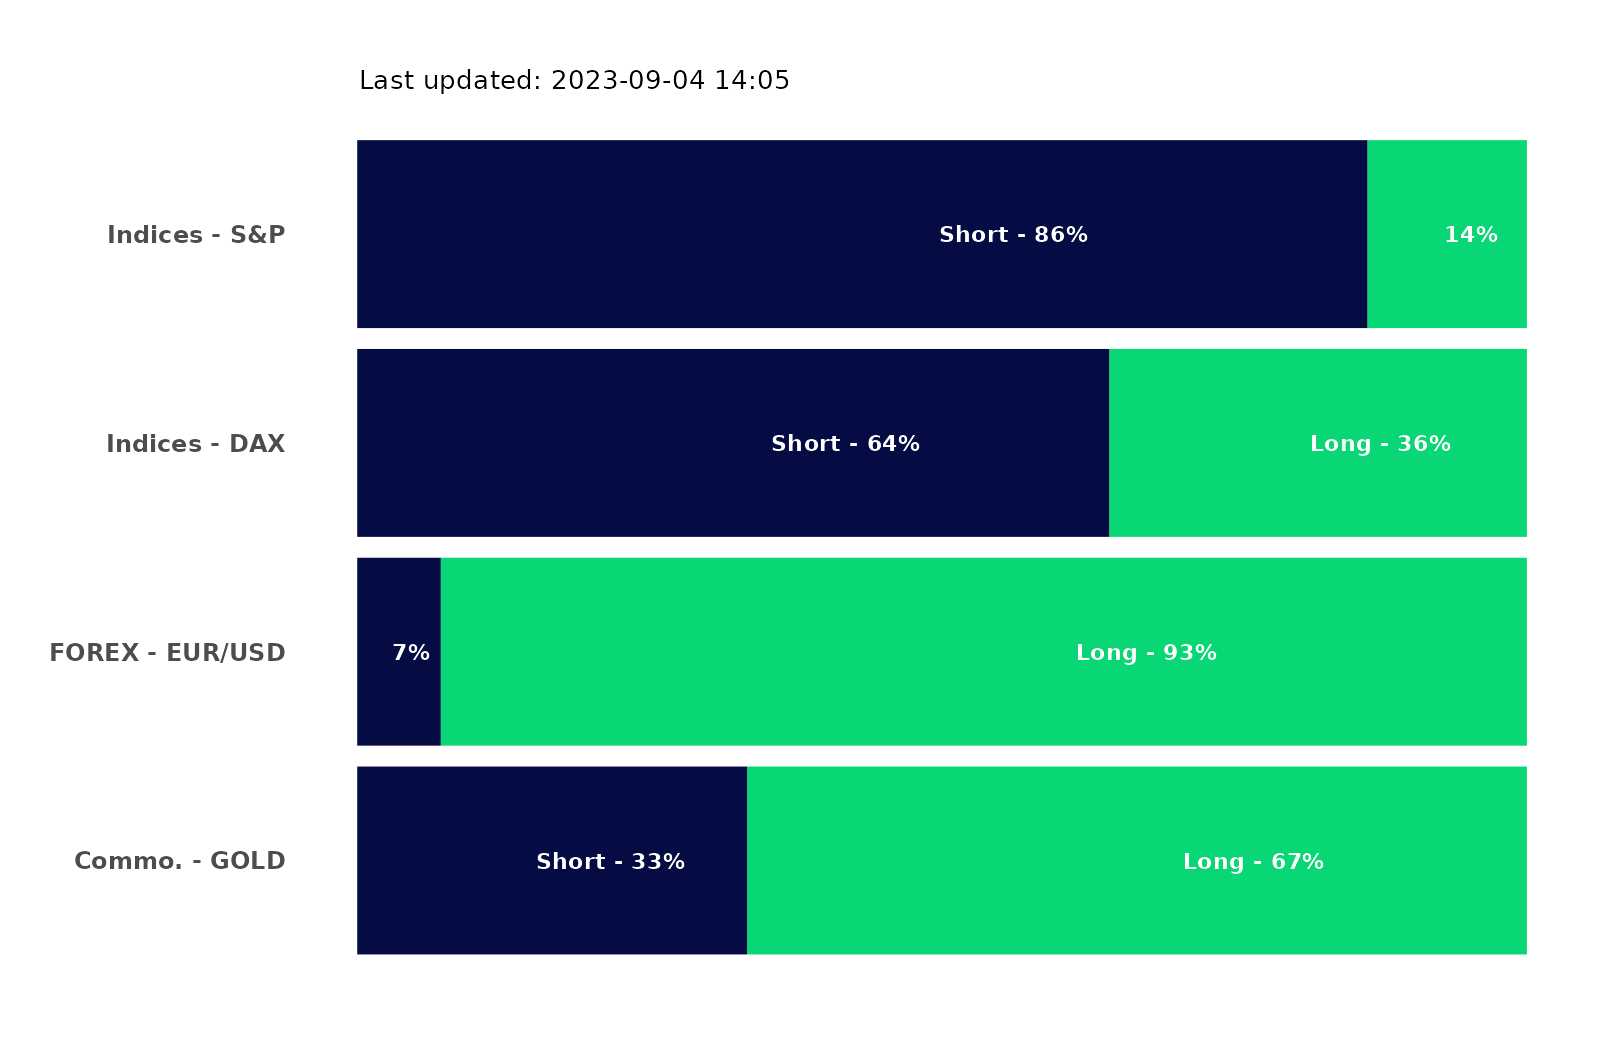 Last updated: 2023-09-04 14:05
Indices - S&P Short - 86% 14%
Indices - DAX Short - 64% Long - 36%
FOREX - EUR/USD 7% Long - 93%
Commo. - GOLD Short - 33% Long - 67%